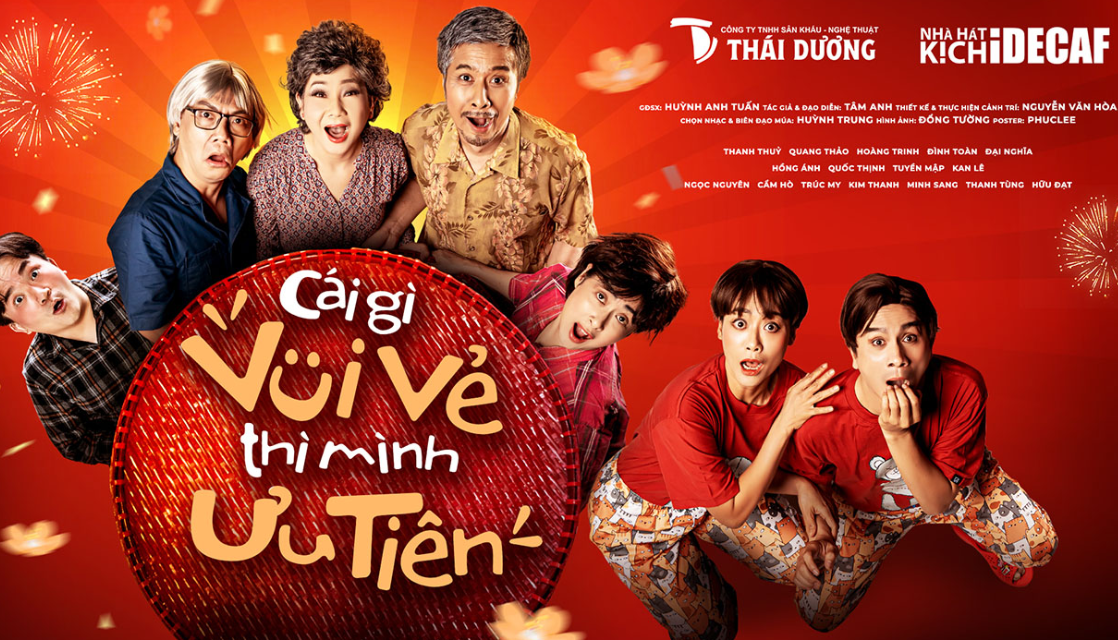 CÔNG TY TNHH SÂN KHẤU - NGHỆ THUẬT
THÁI DƯƠNG
NHÀ HÁT
KỊCH iDECAF
GĐSX: HUỲNH ANH TUẤN TÁC GIẢ & ĐẠO DIỄN: TÂM ANH THIẾT KẾ & THỰC HIỆN CẢNH TRÍ: NGUYỄN VĂN HÒA
CHỌN NHẠC & BIÊN ĐẠO MÚA: HUỲNH TRUNG HÌNH ẢNH: ĐỒNG TƯỜNG POSTER: PHUCLEE
THANH THUỶ QUANG THẢO HOÀNG TRINH ĐÌNH TOÀN ĐẠI NGHĨA
HỒNG ÁNH QUỐC THỊNH TUYỀN MẬP KAN LÊ
NGỌC NGUYÊN CẨM HÒ TRÚC MY KIM THANH MINH SANG THANH TÙNG HỮU ĐẠT
Cái gì
Vui Vẻ
thì mình
Ưu Tiên